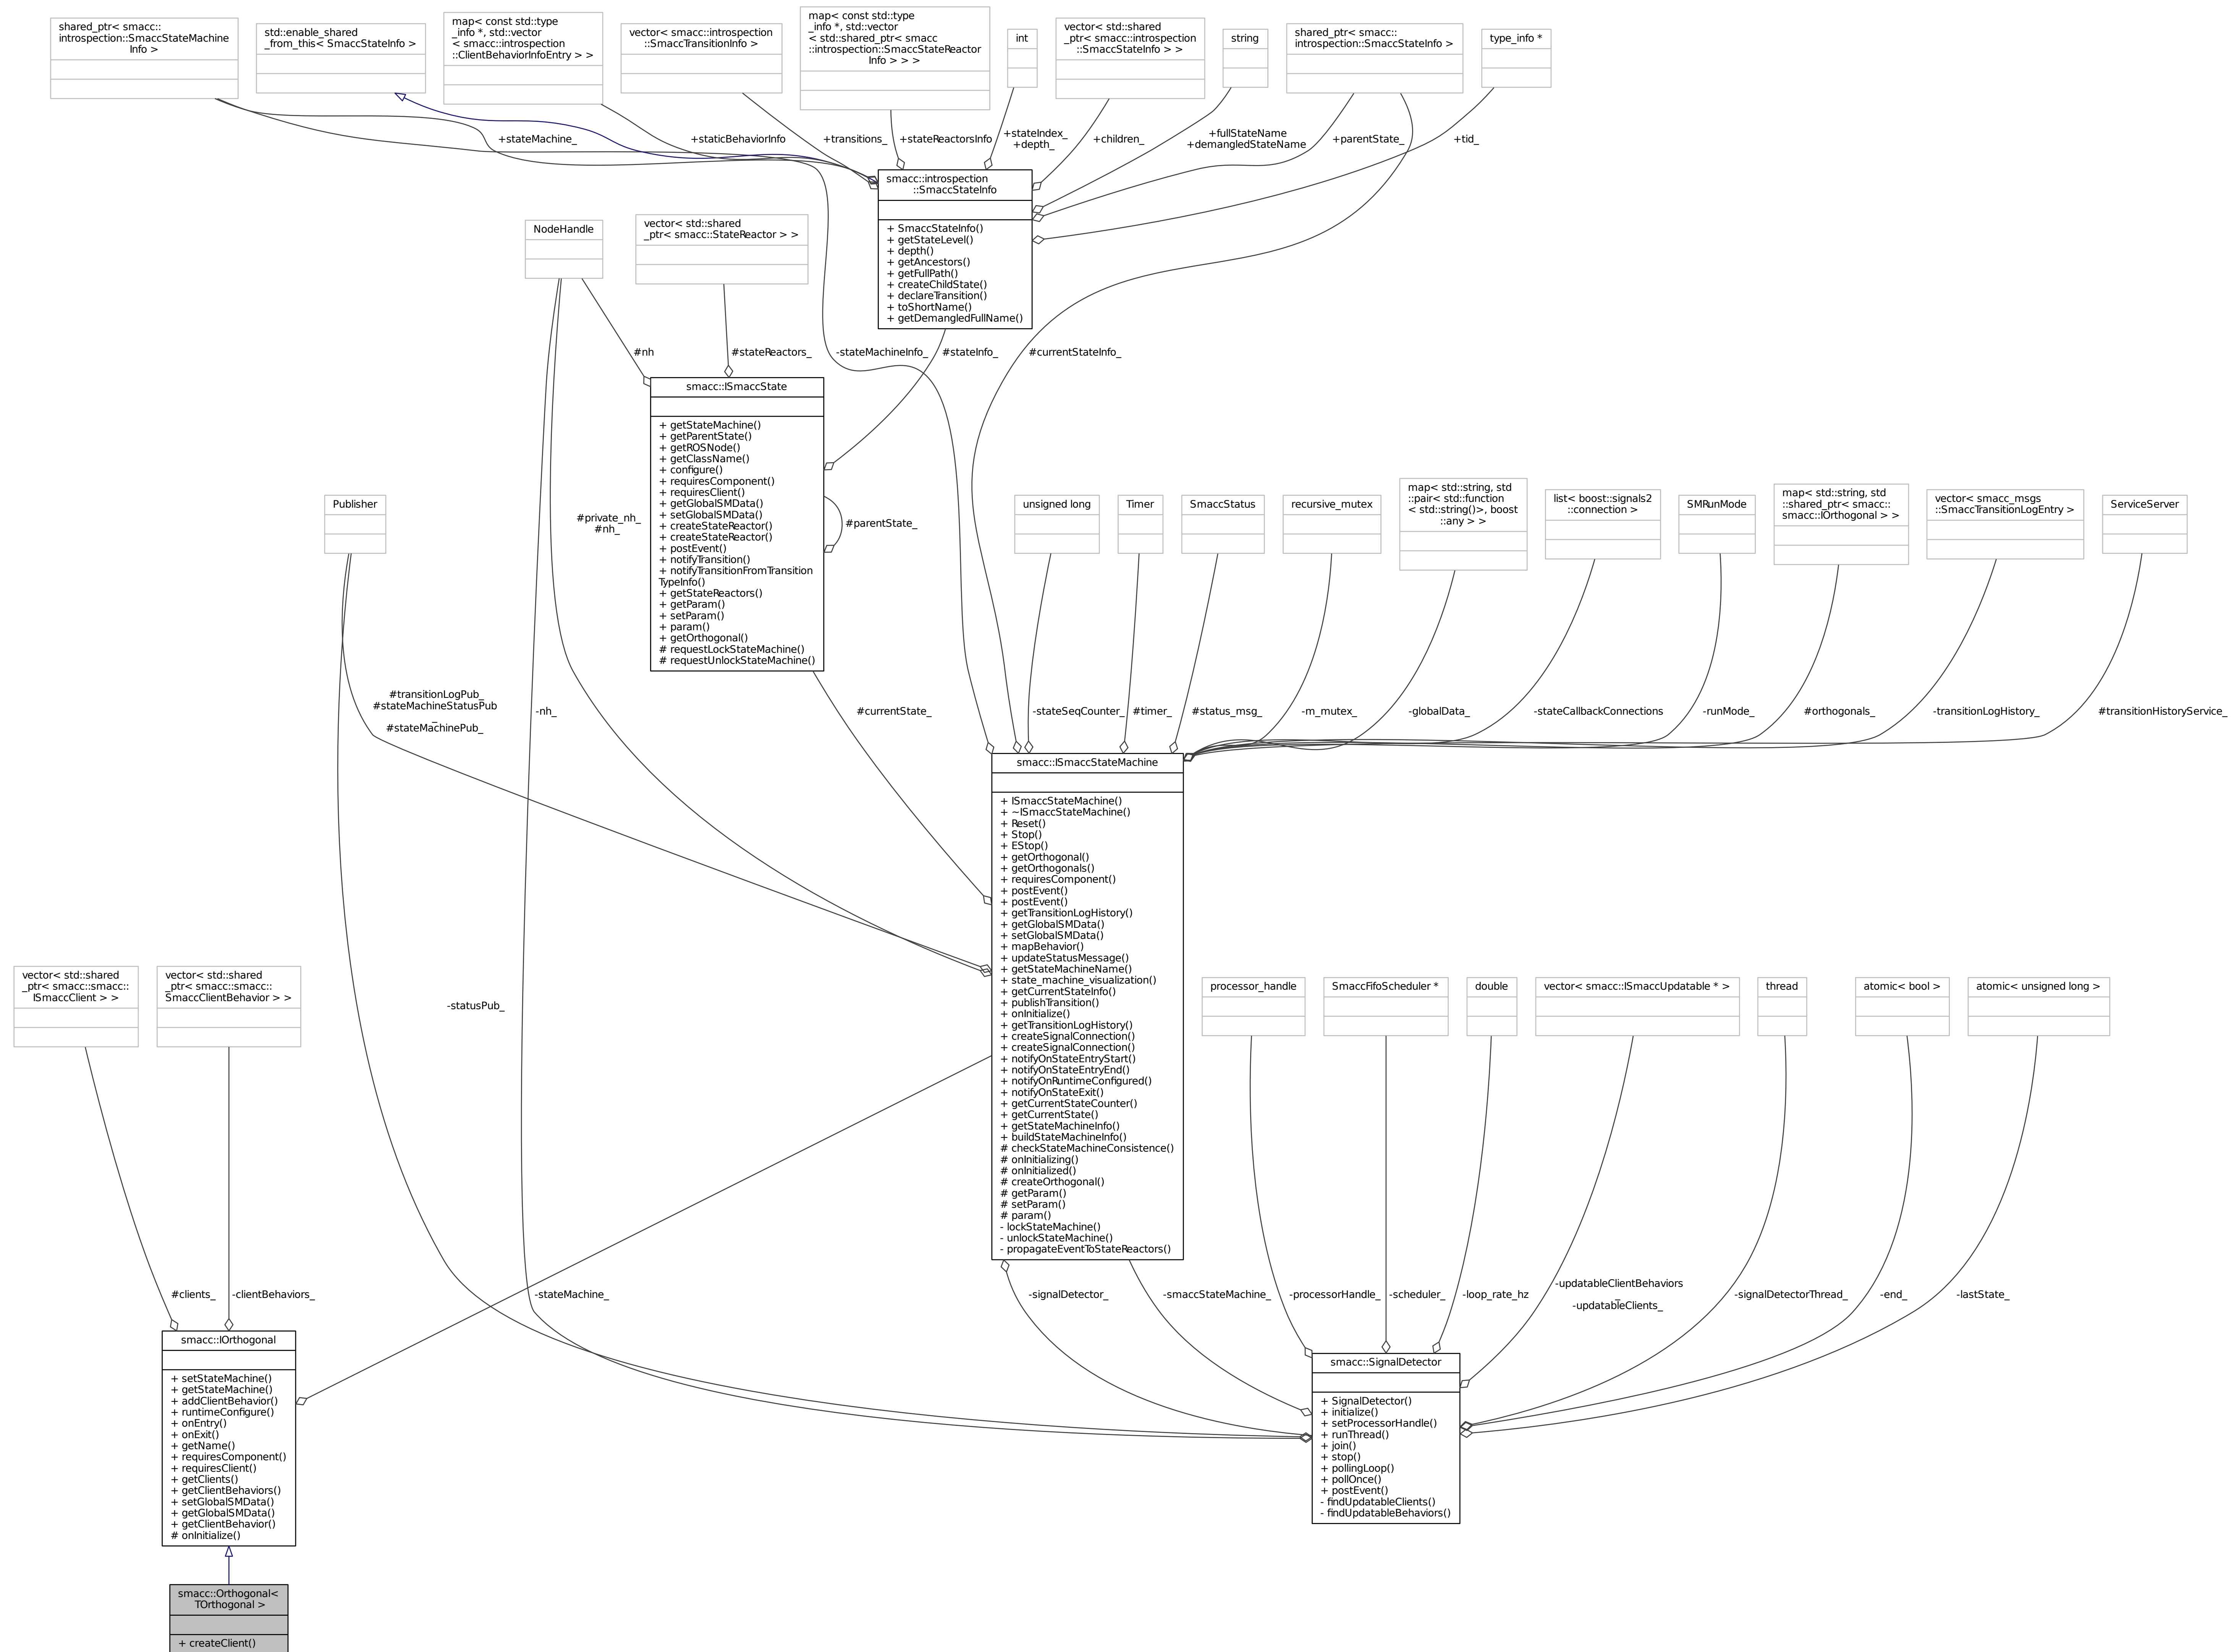 shared_ptr< smacc::
introspection::SmaccStateMachine
Info >
std::enable_shared
_from_this< SmaccStateInfo >
map< const std::type
_info *, std::vector
< smacc::introspection
::ClientBehaviorInfoEntry > >
vector< smacc::introspection
::SmaccTransitionInfo >
map< const std::type
_info *, std::vector
< std::shared_ptr< smacc
::introspection::SmaccStateReactor
Info > > >
int
vector< std::shared
_ptr< smacc::introspection
::SmaccStateInfo > >
string
shared_ptr< smacc::
introspection::SmaccStateInfo >
type_info *
+stateMachine_
+staticBehaviorInfo
+transitions_
+stateReactorsInfo
+stateIndex_
+depth_
+children_
+fullStateName
+demangledStateName
+parentState_
+tid_
smacc::introspection
::SmaccStateInfo
+ SmaccStateInfo()
+ getStateLevel()
+ depth()
+ getAncestors()
+ getFullPath()
+ createChildState()
+ declareTransition()
+ toShortName()
+ getDemangledFullName()
NodeHandle
vector< std::shared
_ptr< smacc::StateReactor > >
#nh
#stateReactors_
-stateMachineInfo_
#stateInfo_
#currentStateInfo_
smacc::ISmaccState
+ getStateMachine()
+ getParentState()
+ getROSNode()
+ getClassName()
+ configure()
+ requiresComponent()
+ requiresClient()
+ getGlobalSMData()
+ setGlobalSMData()
+ createStateReactor()
+ createStateReactor()
+ postEvent()
+ notifyTransition()
+ notifyTransitionFromTransition
TypeInfo()
+ getStateReactors()
+ getParam()
+ setParam()
+ param()
+ getOrthogonal()
# requestLockStateMachine()
# requestUnlockStateMachine()
#parentState_
#private_nh_
#nh_
Publisher
unsigned long
Timer
SmaccStatus
recursive_mutex
map< std::string, std
::pair< std::function
< std::string()>, boost
::any > >
list< boost::signals2
::connection >
SMRunMode
map< std::string, std
::shared_ptr< smacc::
smacc::IOrthogonal > >
vector< smacc_msgs
::SmaccTransitionLogEntry >
ServiceServer
#transitionLogPub_
#stateMachineStatusPub
_
#stateMachinePub_
-nh_
#currentState_
-stateSeqCounter_
#timer_
#status_msg_
-m_mutex_
-globalData_
-stateCallbackConnections
-runMode_
#orthogonals_
-transitionLogHistory_
#transitionHistoryService_
smacc::ISmaccStateMachine
+ ISmaccStateMachine()
+ ~ISmaccStateMachine()
+ Reset()
+ Stop()
+ EStop()
+ getOrthogonal()
+ getOrthogonals()
+ requiresComponent()
+ postEvent()
+ postEvent()
+ getTransitionLogHistory()
+ getGlobalSMData()
+ setGlobalSMData()
+ mapBehavior()
+ updateStatusMessage()
+ getStateMachineName()
+ state_machine_visualization()
+ getCurrentStateInfo()
+ publishTransition()
+ onInitialize()
+ getTransitionLogHistory()
+ createSignalConnection()
+ createSignalConnection()
+ notifyOnStateEntryStart()
+ notifyOnStateEntryEnd()
+ notifyOnRuntimeConfigured()
+ notifyOnStateExit()
+ getCurrentStateCounter()
+ getCurrentState()
+ getStateMachineInfo()
+ buildStateMachineInfo()
# checkStateMachineConsistence()
# onInitializing()
# onInitialized()
# createOrthogonal()
# getParam()
# setParam()
# param()
- lockStateMachine()
- unlockStateMachine()
- propagateEventToStateReactors()
vector< std::shared
_ptr< smacc::smacc::
ISmaccClient > >
vector< std::shared
_ptr< smacc::smacc::
SmaccClientBehavior > >
-statusPub_
processor_handle
SmaccFifoScheduler *
double
vector< smacc::ISmaccUpdatable * >
thread
atomic< bool >
atomic< unsigned long >
#clients_
-clientBehaviors_
-stateMachine_
-signalDetector_
-smaccStateMachine_
-processorHandle_
-scheduler_
-loop_rate_hz
-updatableClientBehaviors
_
-updatableClients_
-signalDetectorThread_
-end_
-lastState_
smacc::IOrthogonal
+ setStateMachine()
+ getStateMachine()
+ addClientBehavior()
+ runtimeConfigure()
+ onEntry()
+ onExit()
+ getName()
+ requiresComponent()
+ requiresClient()
+ getClients()
+ getClientBehaviors()
+ setGlobalSMData()
+ getGlobalSMData()
+ getClientBehavior()
# onInitialize()
smacc::SignalDetector
+ SignalDetector()
+ initialize()
+ setProcessorHandle()
+ runThread()
+ join()
+ stop()
+ pollingLoop()
+ pollOnce()
+ postEvent()
- findUpdatableClients()
- findUpdatableBehaviors()
smacc::Orthogonal<
TOrthogonal >
+ createClient()